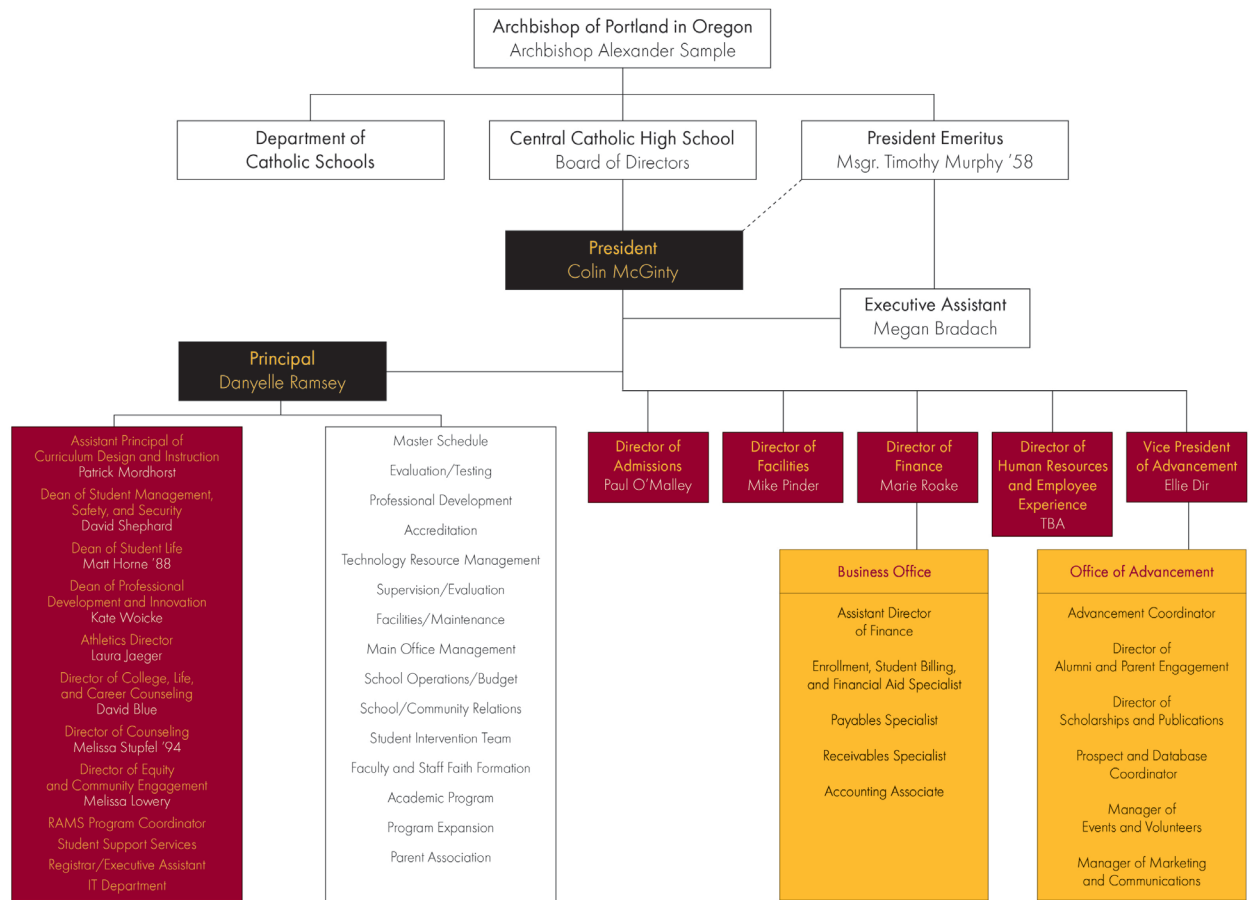 Archbishop of Portland in Oregon
Archbishop Alexander Sample
Department of
Catholic Schools
Central Catholic High School
Board of Directors
President Emeritus
Msgr. Timothy Murphy ’58
President
Colin McGinty
Executive Assistant
Megan Bradach
Principal
Danyelle Ramsey
Assistant Principal of
Curriculum Design and Instruction
Patrick Mordhorst
Dean of Student Management,
Safety, and Security
David Shephard
Dean of Student Life
Matt Horne ’88
Dean of Professional
Development and Innovation
Kate Woicke
Athletics Director
Laura Jaeger
Director of College, Life,
and Career Counseling
David Blue
Director of Counseling
Melissa Stupfel ’94
Director of Equity
and Community Engagement
Melissa Lowery
RAMS Program Coordinator
Student Support Services
Registrar/Executive Assistant
IT Department
Master Schedule
Evaluation/Testing
Professional Development
Accreditation
Technology Resource Management
Supervision/Evaluation
Facilities/Maintenance
Main Office Management
School Operations/Budget
School/Community Relations
Student Intervention Team
Faculty and Staff Faith Formation
Academic Program
Program Expansion
Parent Association
Director of
Admissions
Paul O’Malley
Director of
Facilities
Mike Pinder
Director of
Finance
Marie Roake
Director of
Human Resources
and Employee
Experience
TBA
Vice President
of Advancement
Ellie Dir
Business Office
Assistant Director
of Finance
Enrollment, Student Billing,
and Financial Aid Specialist
Payables Specialist
Receivables Specialist
Accounting Associate
Office of Advancement
Advancement Coordinator
Director of
Alumni and Parent Engagement
Director of
Scholarships and Publications
Prospect and Database
Coordinator
Manager of
Events and Volunteers
Manager of Marketing
and Communications